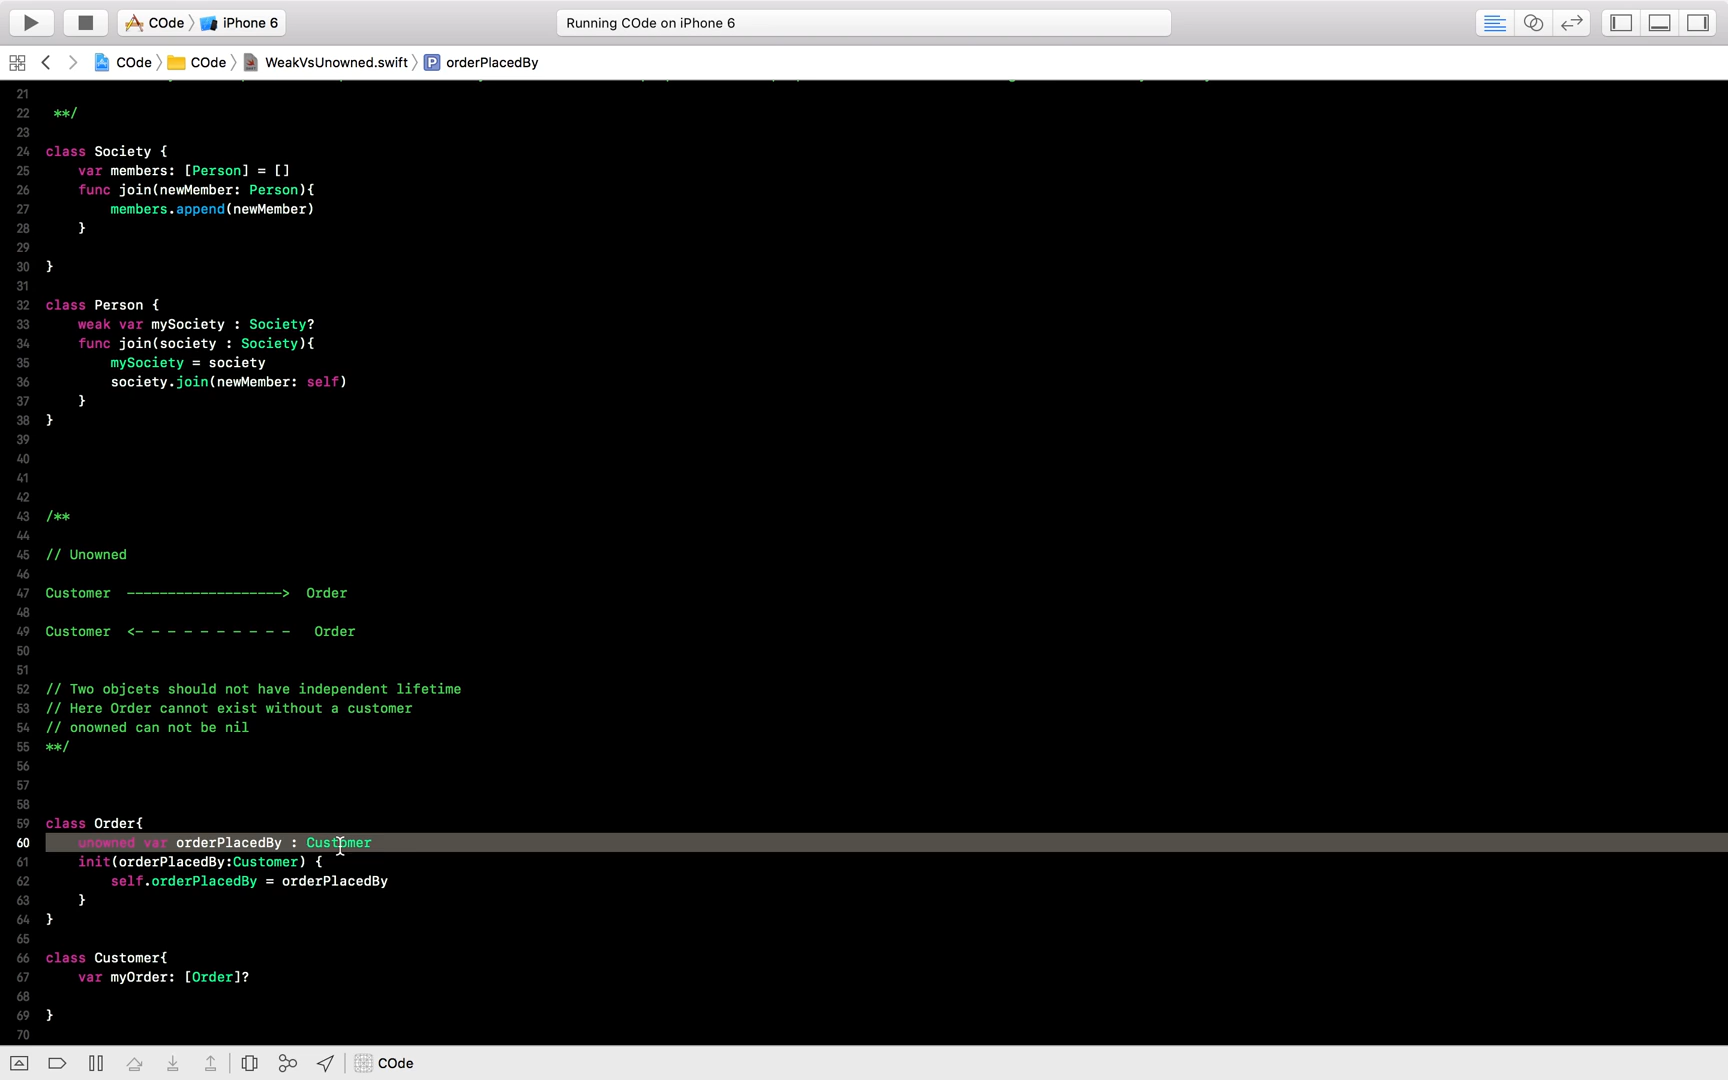 COde iPhone 6
Running COde on iPhone 6
COde COde WeakVsUnowned.swift P orderPlacedBy
21
22 **/
23
24 class Society {
25 var members: [Person] = []
26 func join(newMember: Person){
27 members.append(newMember)
28 }
29
30 }
31
32 class Person {
33 weak var mySociety : Society?
34 func join(society : Society){
35 mySociety = society
36 society.join(newMember: self)
37 }
38 }
39
40
41
42
43 /**
44
45 // Unowned
46
47 Customer -------------------> Order
48
49 Customer <- - - - - - - - - - Order
50
51
52 // Two objcets should not have independent lifetime
53 // Here Order cannot exist without a customer
54 // onowned can not be nil
55 **/
56
57
58
59 class Order{
60 unowned var orderPlacedBy : Customer
61 init(orderPlacedBy:Customer) {
62 self.orderPlacedBy = orderPlacedBy
63 }
64 }
65
66 class Customer{
67 var myOrder: [Order]?
68
69 }
70
COde